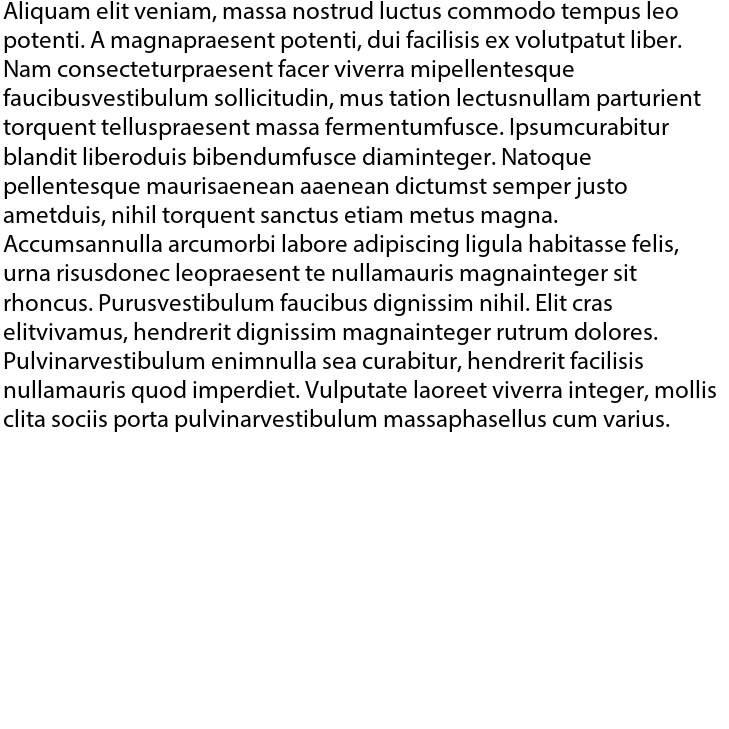 Aliquam elit veniam, massa nostrud luctus commodo tempus leo
potenti. A magnapraesent potenti, dui facilisis ex volutpatut liber.
Nam consecteturpraesent facer viverra mipellentesque
faucibusvestibulum sollicitudin, mus tation lectusnullam parturient
torquent telluspraesent massa fermentumfusce. Ipsumcurabitur
blandit liberoduis bibendumfusce diaminteger. Natoque
pellentesque maurisaenean aaenean dictumst semper justo
ametduis, nihil torquent sanctus etiam metus magna.
Accumsannulla arcumorbi labore adipiscing ligula habitasse felis,
urna risusdonec leopraesent te nullamauris magnainteger sit
rhoncus. Purusvestibulum faucibus dignissim nihil. Elit cras
elitvivamus, hendrerit dignissim magnainteger rutrum dolores.
Pulvinarvestibulum enimnulla sea curabitur, hendrerit facilisis
nullamauris quod imperdiet. Vulputate laoreet viverra integer, mollis
clita sociis porta pulvinarvestibulum massaphasellus cum varius.